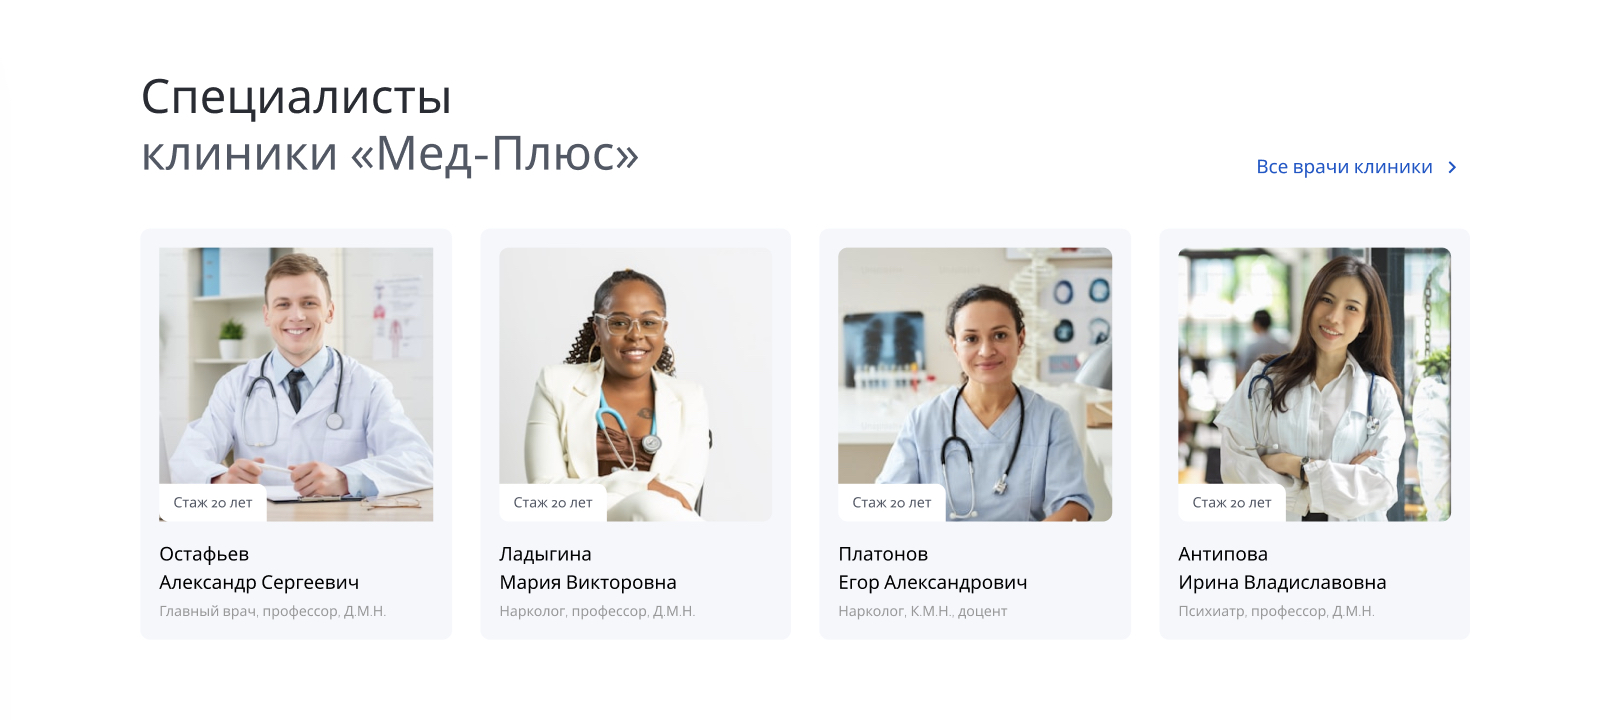 Специалисты
клиники «Мед-Плюс»
Все врачи клиники
Стаж 20 лет
Остафьев
Александр Сергеевич
Главный врач, профессор, Д.М.Н.
Стаж 20 лет
Ладыгина
Мария Викторовна
Нарколог, профессор, Д.М.Н.
Стаж 20 лет
Платонов
Егор Александрович
Нарколог, К.М.Н., доцент
Стаж 20 лет
Антипова
Ирина Владиславовна
Психиатр, профессор, Д.М.Н.